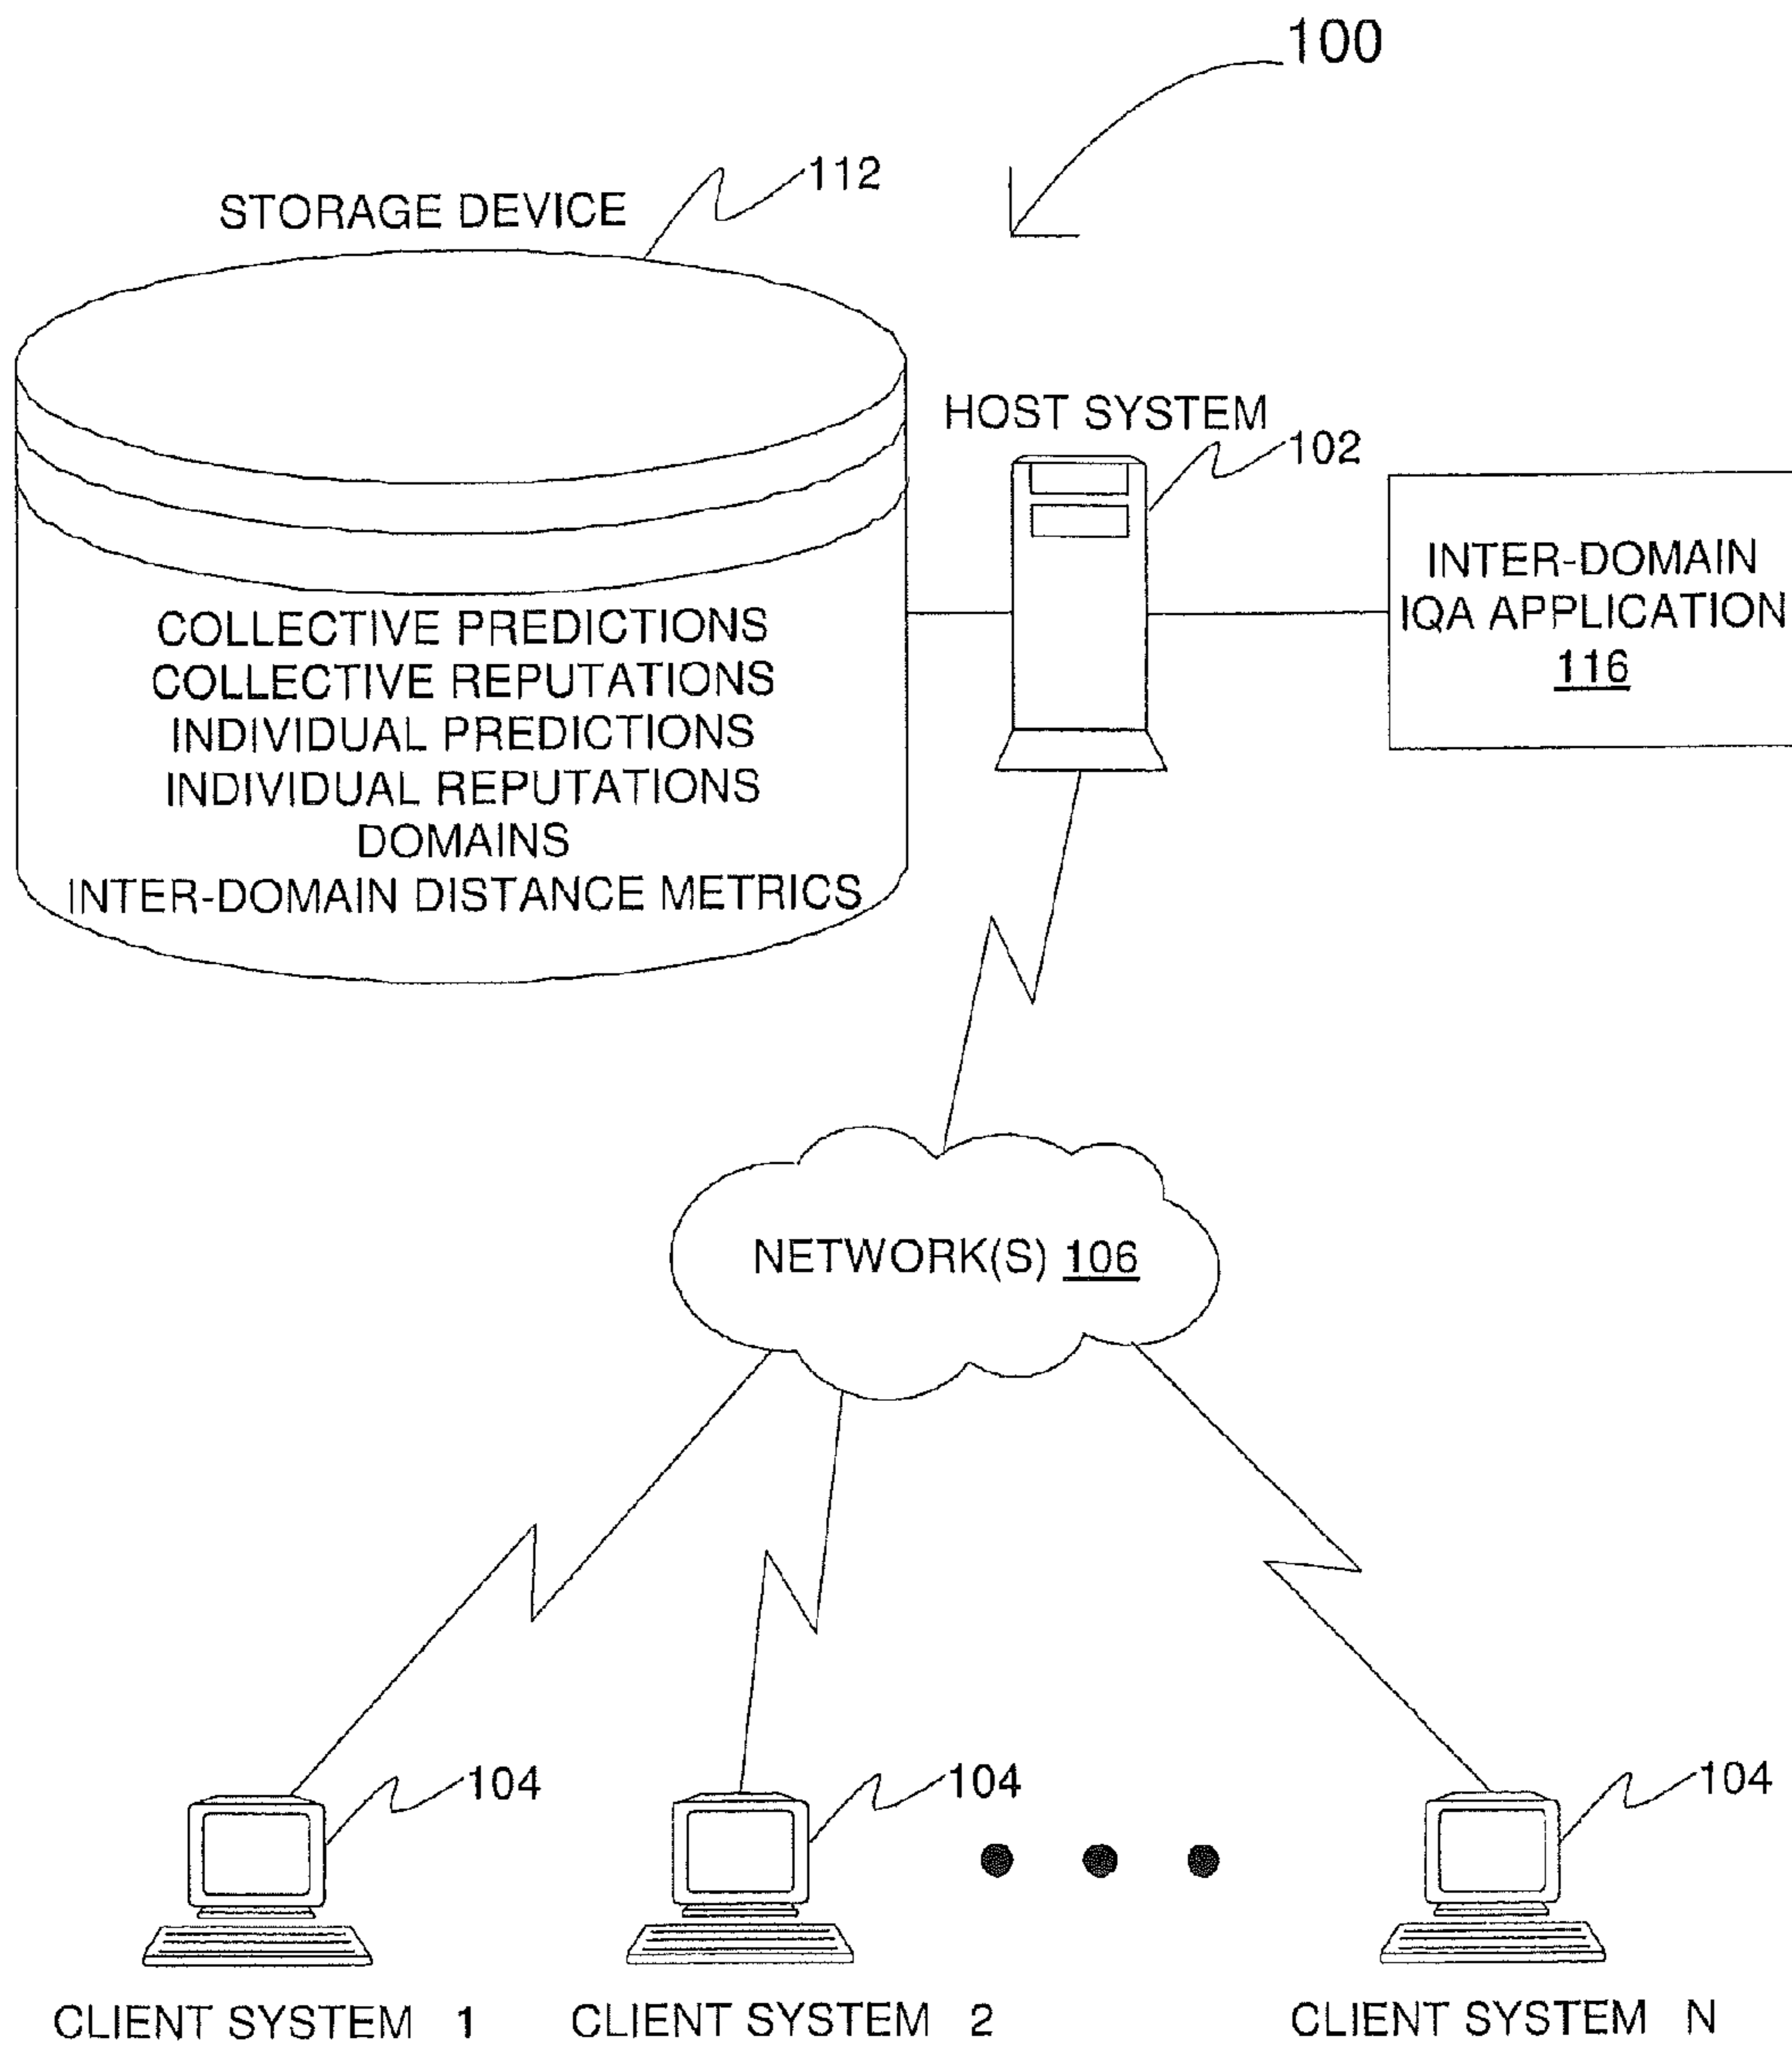 100
112
STORAGE DEVICE
HOST SYSTEM
102
COLLECTIVE PREDICTIONS
COLLECTIVE REPUTATIONS
INDIVIDUAL PREDICTIONS
INDIVIDUAL REPUTATIONS
DOMAINS
INTER-DOMAIN DISTANCE METRICS
INTER-DOMAIN
IQA APPLICATION
116
NETWORK(S) 106
104
104
104
CLIENT SYSTEM 1
CLIENT SYSTEM 2
CLIENT SYSTEM N